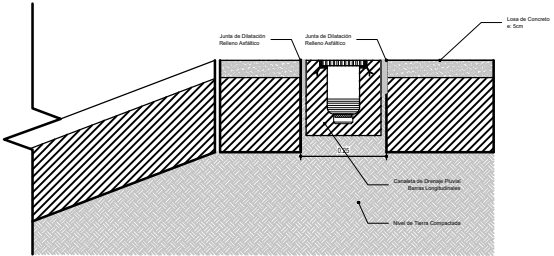 Junta de Dilatación
Relleno Asfáltico
Junta de Dilatación
Relleno Asfáltico
Losa de Concreto
e: 5cm
0.25
Canaleta de Drenaje Pluvial
Barras Longitudinales
Nivel de Tierra Compactada